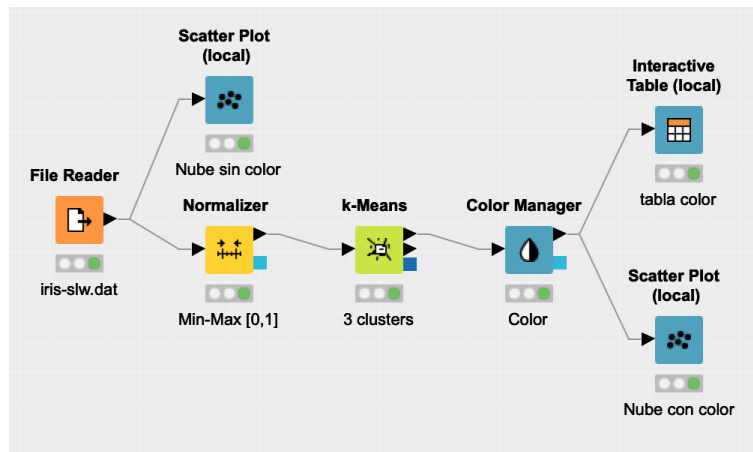 Scatter Plot
(local)
Nube sin color
File Reader
iris-slw.dat
Normalizer
Min-Max [0,1]
k-Means
3 clusters
Color Manager
Color
Interactive
Table (local)
tabla color
Scatter Plot
(local)
Nube con color